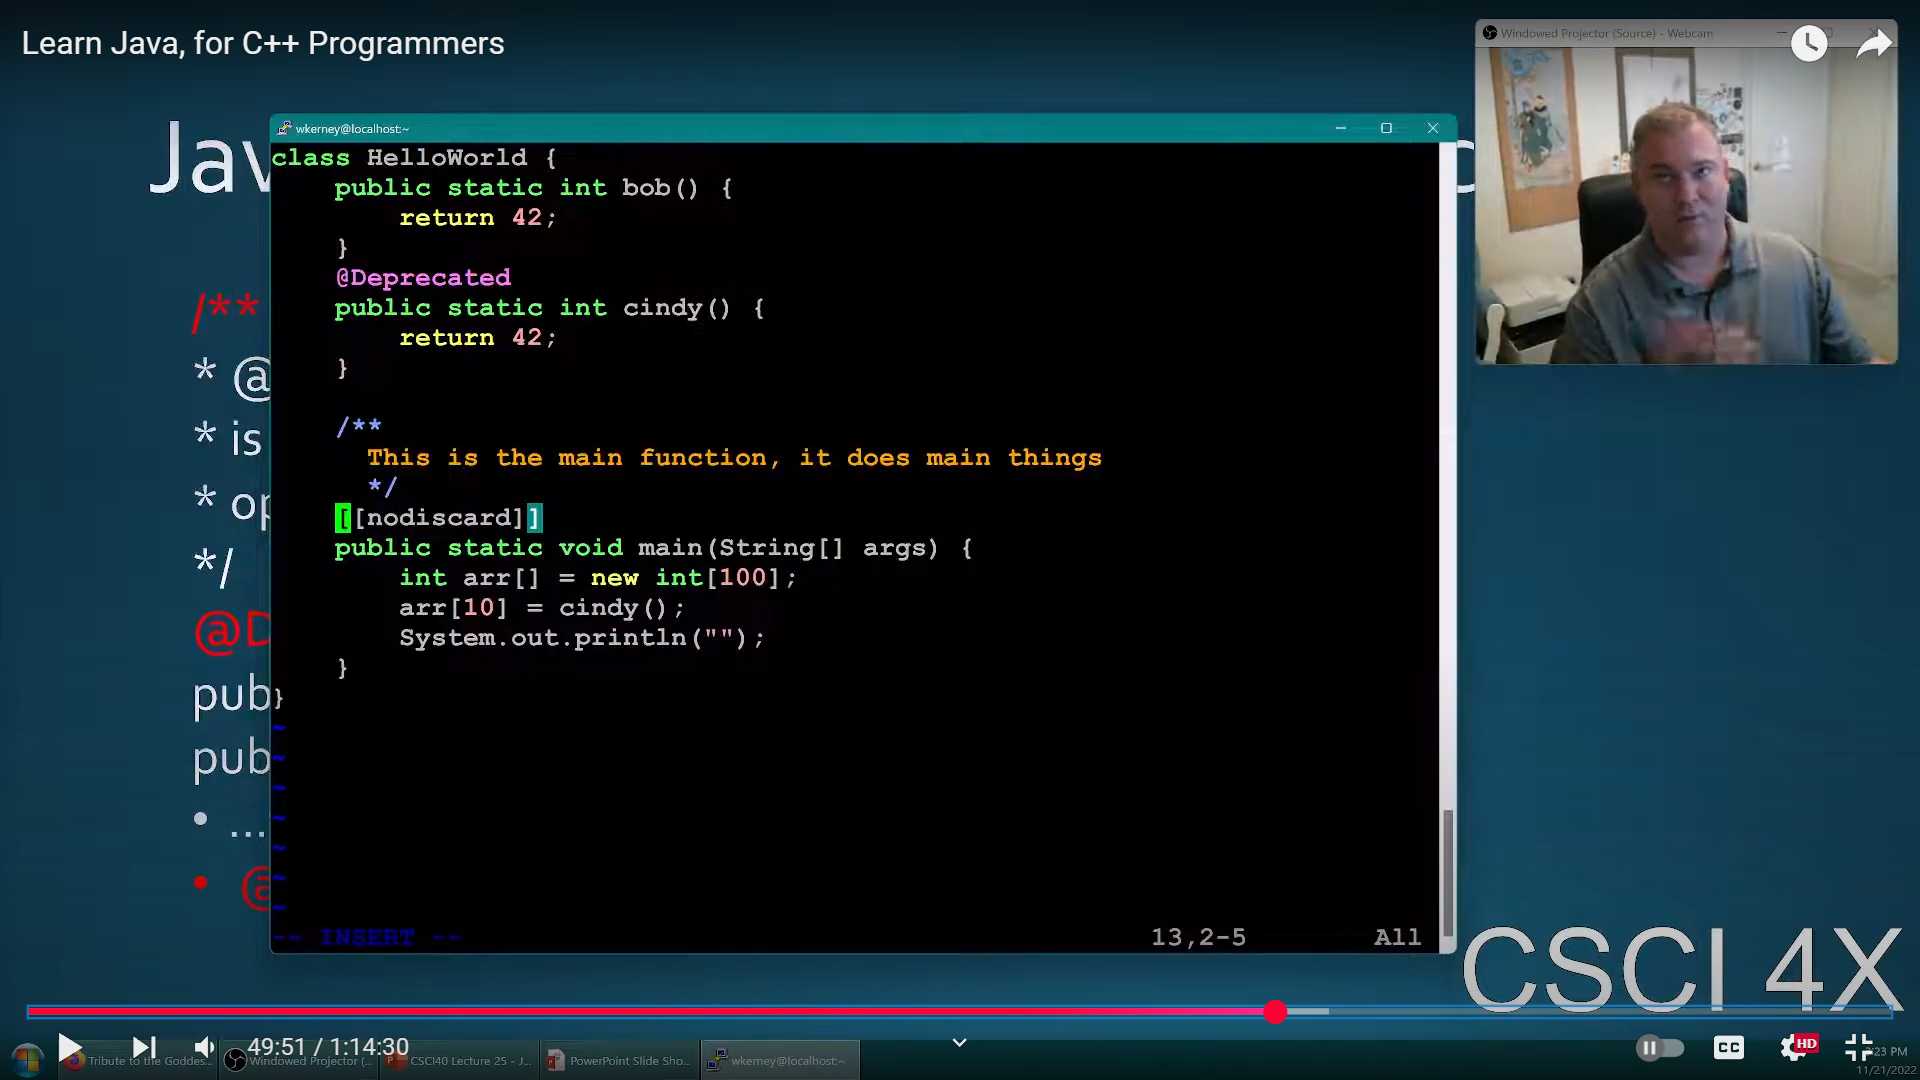 Learn Java, for C++ Programmers
Windowed Projector (Source) - Webcam
Jav
wkerney@localhost:~
class HelloWorld {
public static int bob() {
return 42;
}
@Deprecated
public static int cindy() {
return 42;
}
/**
This is the main function, it does main things
*/
[[nodiscard]]
public static void main(String[] args) {
int arr[] = new int[100];
arr[10] = cindy();
System.out.println("");
}
}
~
~
~
~
~
~
~
-- INSERT --
13,2-5
All
/**
* @
* is
* op
*/
@D
pub
pub
• ...
• @
CSCI 4X
49:51 / 1:14:30
CC
HD
Tribute to the Goddes...
Windowed Projector (...
CSCI40 Lecture 25 - J...
PowerPoint Slide Sho...
wkerney@localhost:~
:23 PM
11/21/2022